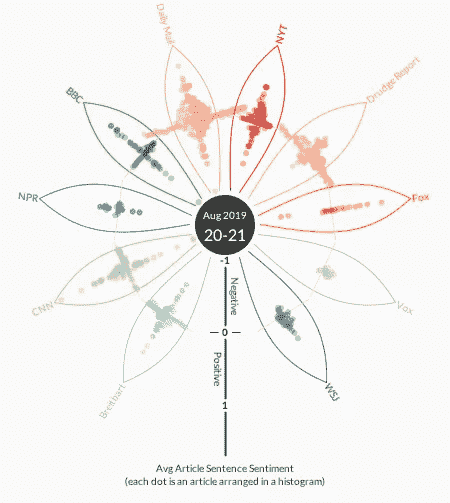 Daily Mail
NYT
BBC
Drudge Report
NPR
Fox
Aug 2019
20-21
CNN
Vox
-1
Negative
0
Positive
1
Breitbart
WSJ
Avg Article Sentence Sentiment
(each dot is an article arranged in a histogram)